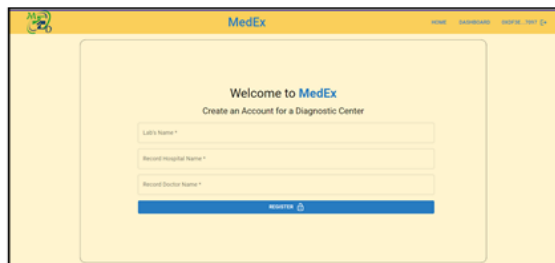 MedEx
HOME
DASHBOARD
Welcome to MedEx
Create an Account for a Diagnostic Center
Lab's Name *
Record Hospital Name *
Record Doctor Name *
REGISTER